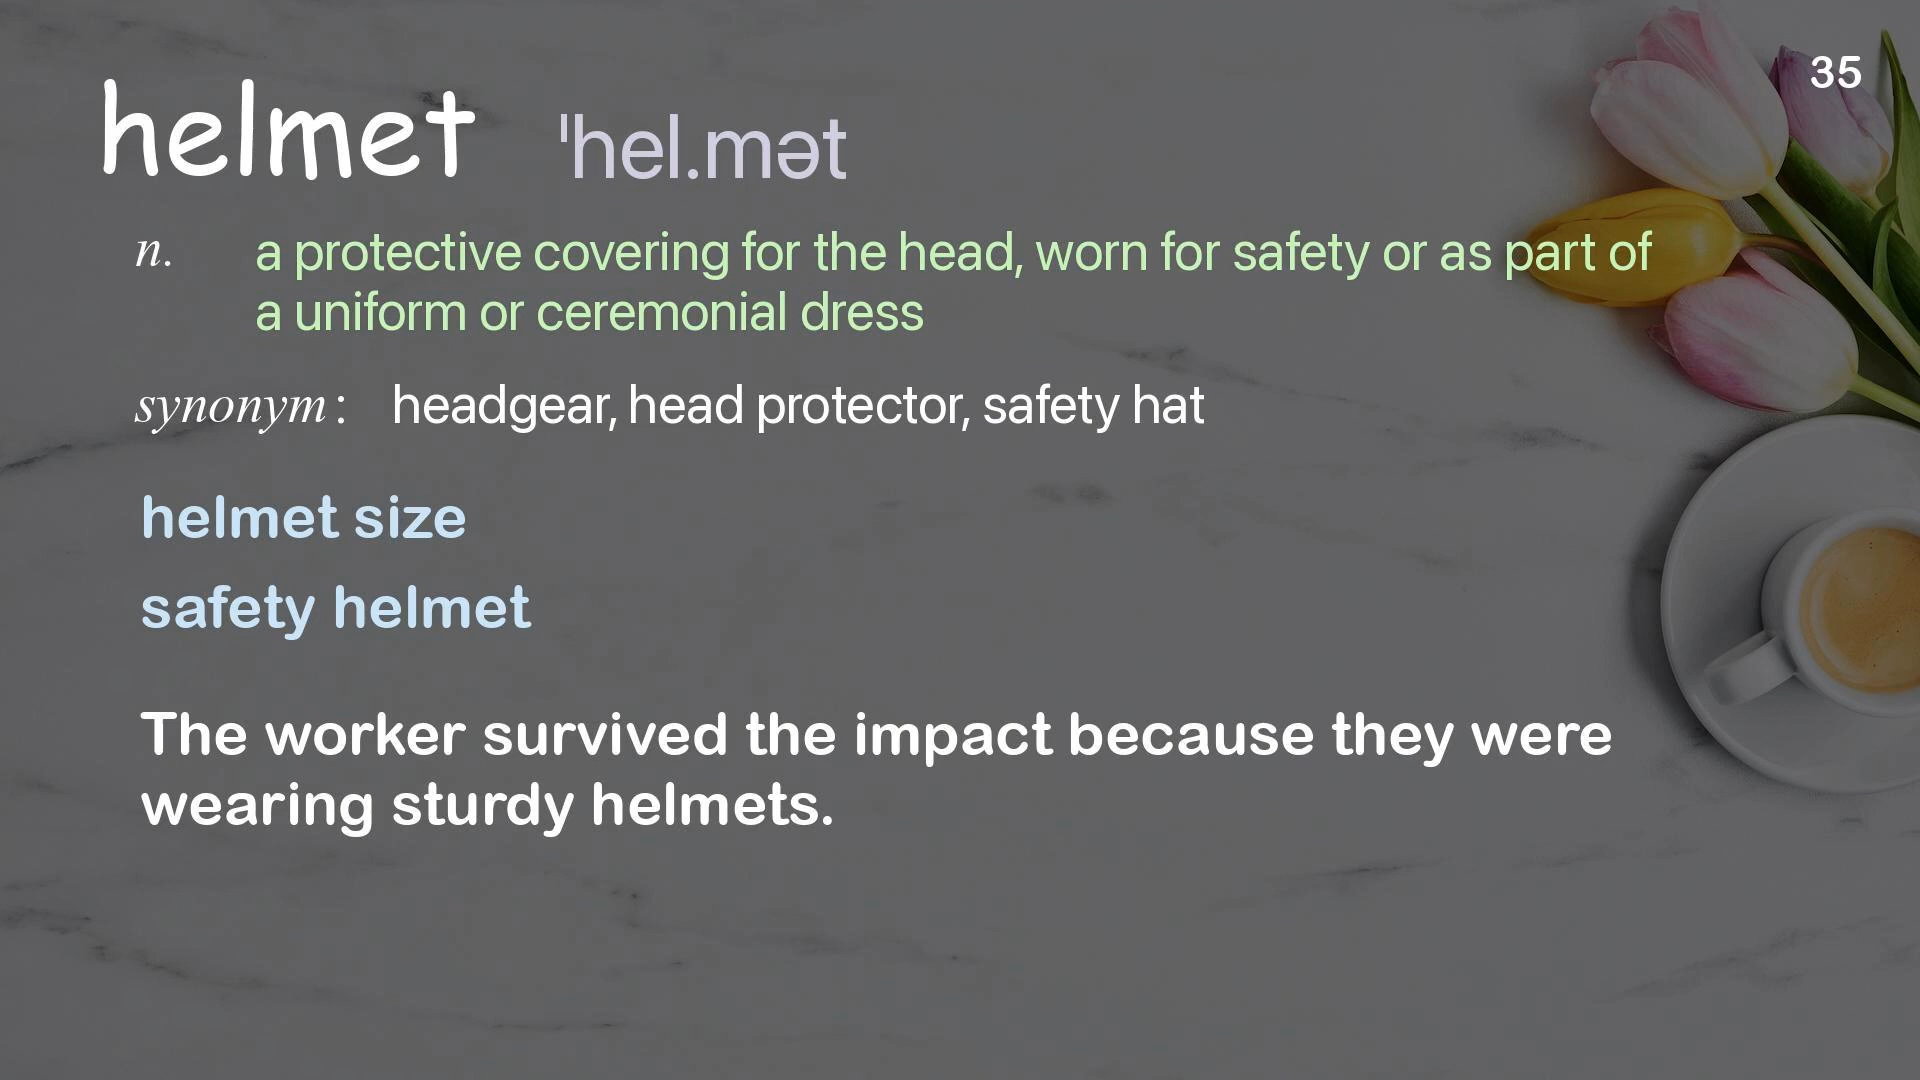 35
helmet ˈhel.mət
n. a protective covering for the head, worn for safety or as part of
a uniform or ceremonial dress
synonym: headgear, head protector, safety hat
helmet size
safety helmet
The worker survived the impact because they were
wearing sturdy helmets.